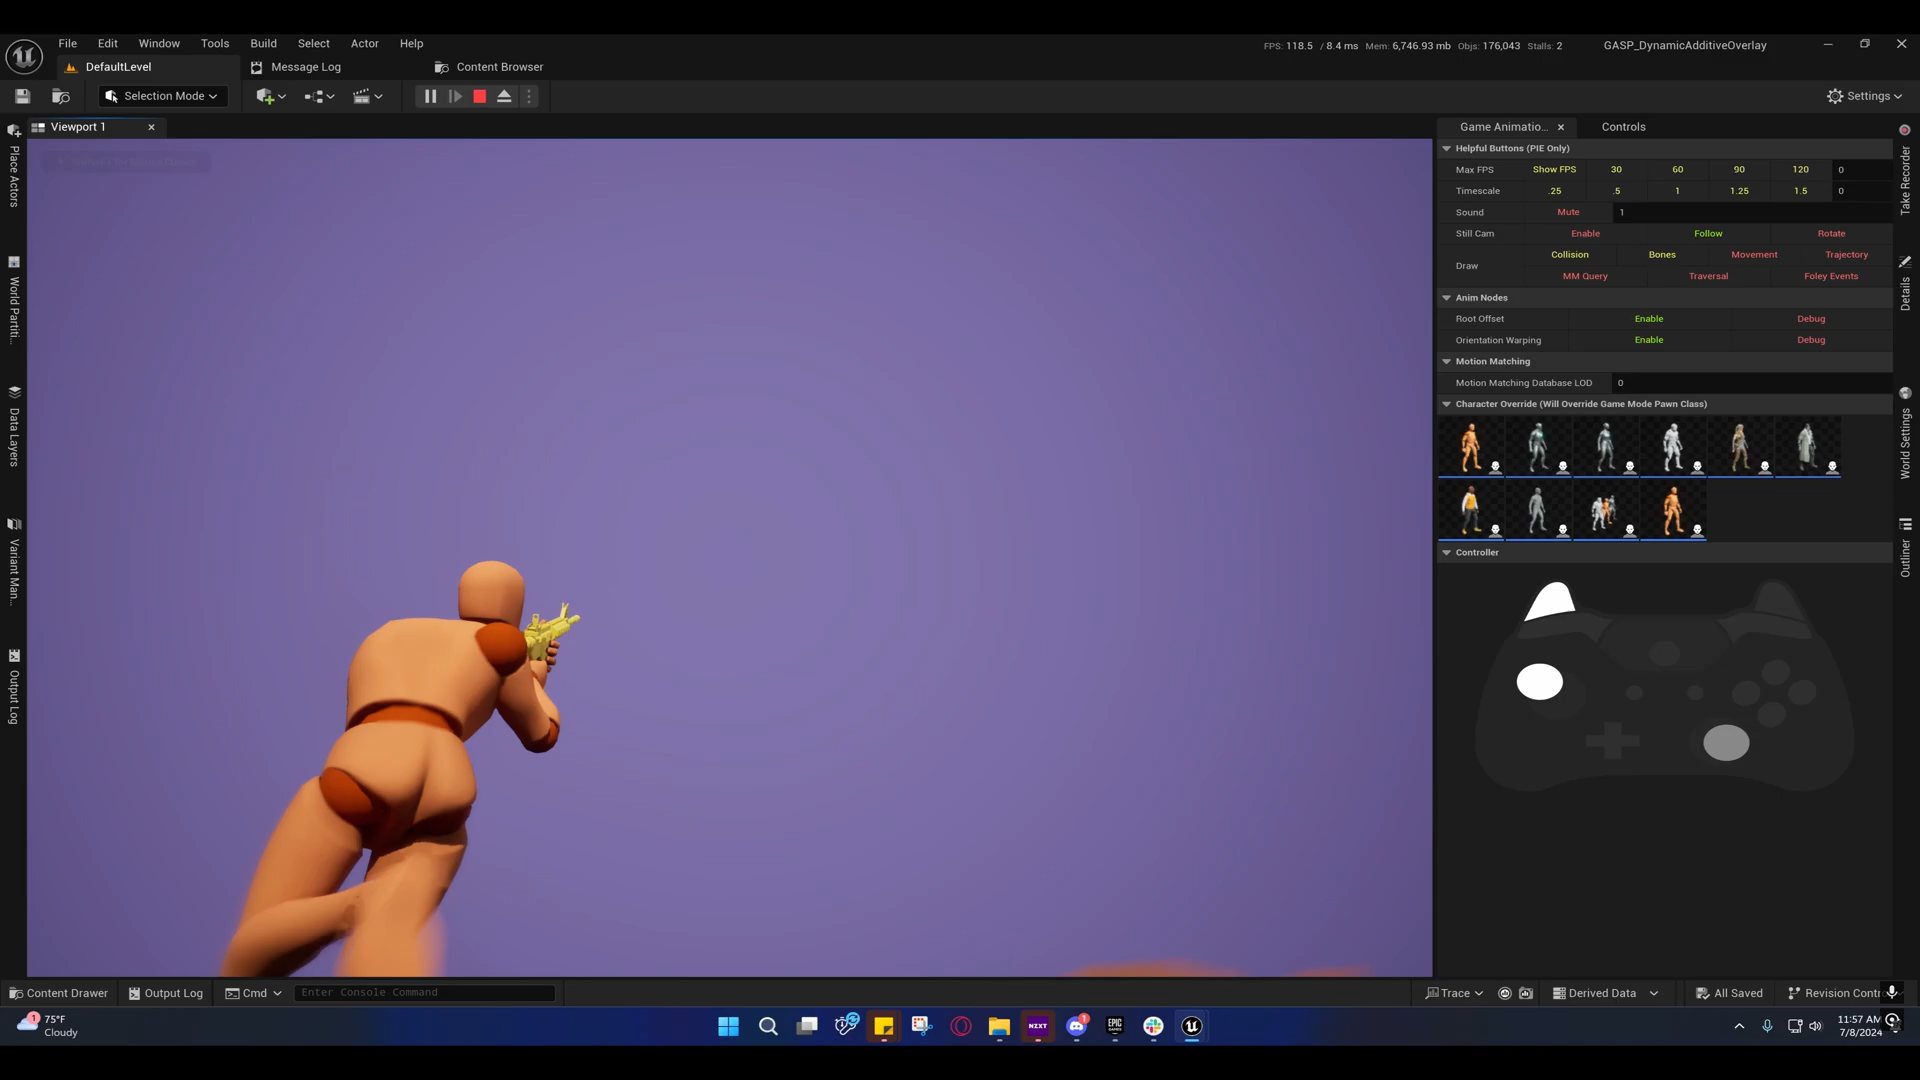 File Edit Window Tools Build Select Actor Help
FPS: 118.5 / 8.4 ms Mem: 6,746.93 mb Objs: 176,043 Stalls: 2
GASP_DynamicAdditiveOverlay
DefaultLevel
Message Log
Content Browser
Selection Mode
Settings
Viewport 1
Game Animatio...
Controls
Place Actors
World Partiti...
Data Layers
Variant Man...
Output Log
Helpful Buttons (PIE Only)
Max FPS Show FPS 30 60 90 120 0
Timescale .25 .5 1 1.25 1.5 0
Sound Mute 1
Still Cam Enable Follow Rotate
Draw
Collision Bones Movement Trajectory
MM Query Traversal Foley Events
Anim Nodes
Root Offset Enable Debug
Orientation Warping Enable Debug
Motion Matching
Motion Matching Database LOD 0
Character Override (Will Override Game Mode Pawn Class)
Controller
Take Recorder
Details
World Settings
Outliner
Content Drawer
Output Log
Cmd
Enter Console Command
Trace
Derived Data
All Saved
Revision Contr
1
75°F
Cloudy
NZXT
1
EPIC
GAMES
11:57 AM
7/8/2024